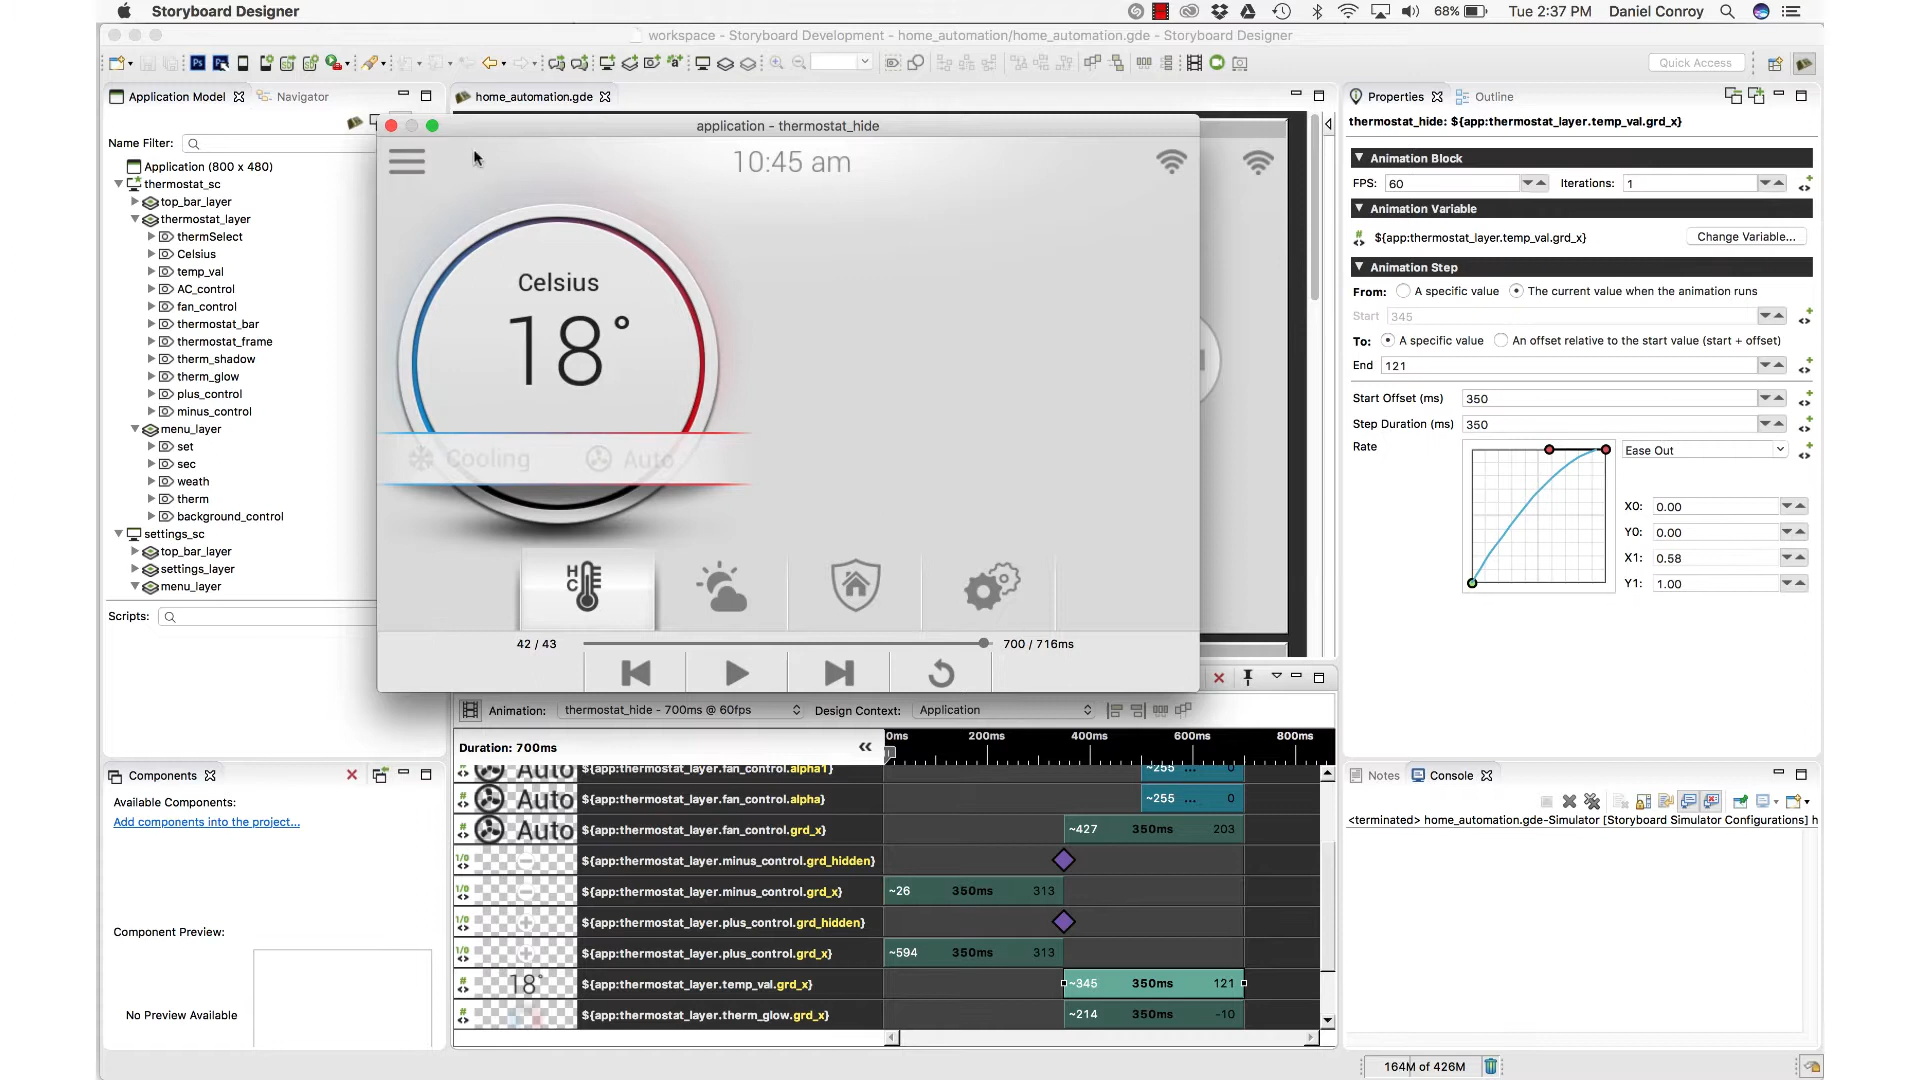 Storyboard Designer
68%
Tue 2:37 PM
Daniel Conroy
workspace - Storyboard Development - home_automation/home_automation.gde - Storyboard Designer
Quick Access
Application Model
Navigator
home_automation.gde
Properties
Outline
Name Filter:
Application (800 x 480)
thermostat_sc
top_bar_layer
thermostat_layer
thermSelect
Celsius
temp_val
AC_control
fan_control
thermostat_bar
thermostat_frame
therm_shadow
therm_glow
plus_control
minus_control
menu_layer
set
sec
weath
therm
background_control
settings_sc
top_bar_layer
settings_layer
menu_layer
Scripts:
application - thermostat_hide
10:45 am
Celsius
18°
Cooling
Auto
H
C
42 / 43
700 / 716ms
thermostat_hide: ${app:thermostat_layer.temp_val.grd_x}
Animation Block
FPS:
60
Iterations:
1
Animation Variable
${app:thermostat_layer.temp_val.grd_x}
Change Variable...
Animation Step
From:
A specific value
The current value when the animation runs
Start
345
To:
A specific value
An offset relative to the start value (start + offset)
End
121
Start Offset (ms)
350
Step Duration (ms)
350
Rate
Ease Out
X0:
0.00
Y0:
0.00
X1:
0.58
Y1:
1.00
Animation:
thermostat_hide - 700ms @ 60fps
Design Context:
Application
Duration: 700ms
0ms
200ms
400ms
600ms
800ms
Auto
${app:thermostat_layer.fan_control.alpha1}
~255
...
0
Auto
${app:thermostat_layer.fan_control.alpha}
~255
...
0
Auto
${app:thermostat_layer.fan_control.grd_x}
~427
350ms
203
${app:thermostat_layer.minus_control.grd_hidden}
${app:thermostat_layer.minus_control.grd_x}
~26
350ms
313
${app:thermostat_layer.plus_control.grd_hidden}
${app:thermostat_layer.plus_control.grd_x}
~594
350ms
313
18°
${app:thermostat_layer.temp_val.grd_x}
~345
350ms
121
${app:thermostat_layer.therm_glow.grd_x}
~214
350ms
-10
Components
Available Components:
Add components into the project...
Component Preview:
No Preview Available
Notes
Console
<terminated> home_automation.gde-Simulator [Storyboard Simulator Configurations] h
164M of 426M